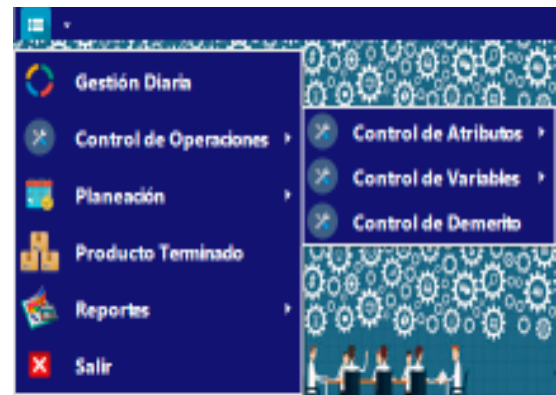 Gestión Diaria
Control de Operaciones
Planeación
Producto Terminado
Reportes
Salir
Control de Atributos
Control de Variables
Control de Demerito